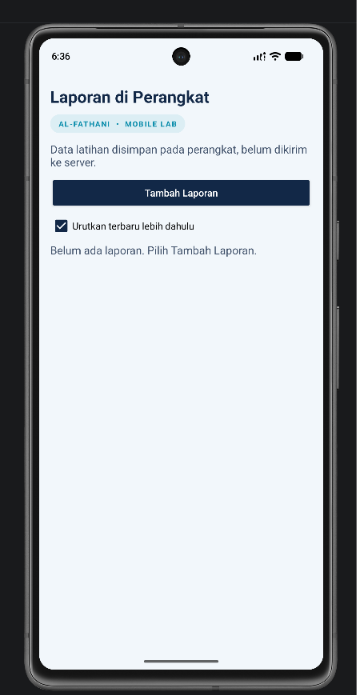 6:36
Laporan di Perangkat
AL-FATHANI • MOBILE LAB
Data latihan disimpan pada perangkat, belum dikirim
ke server.
Tambah Laporan
Urutkan terbaru lebih dahulu
Belum ada laporan. Pilih Tambah Laporan.